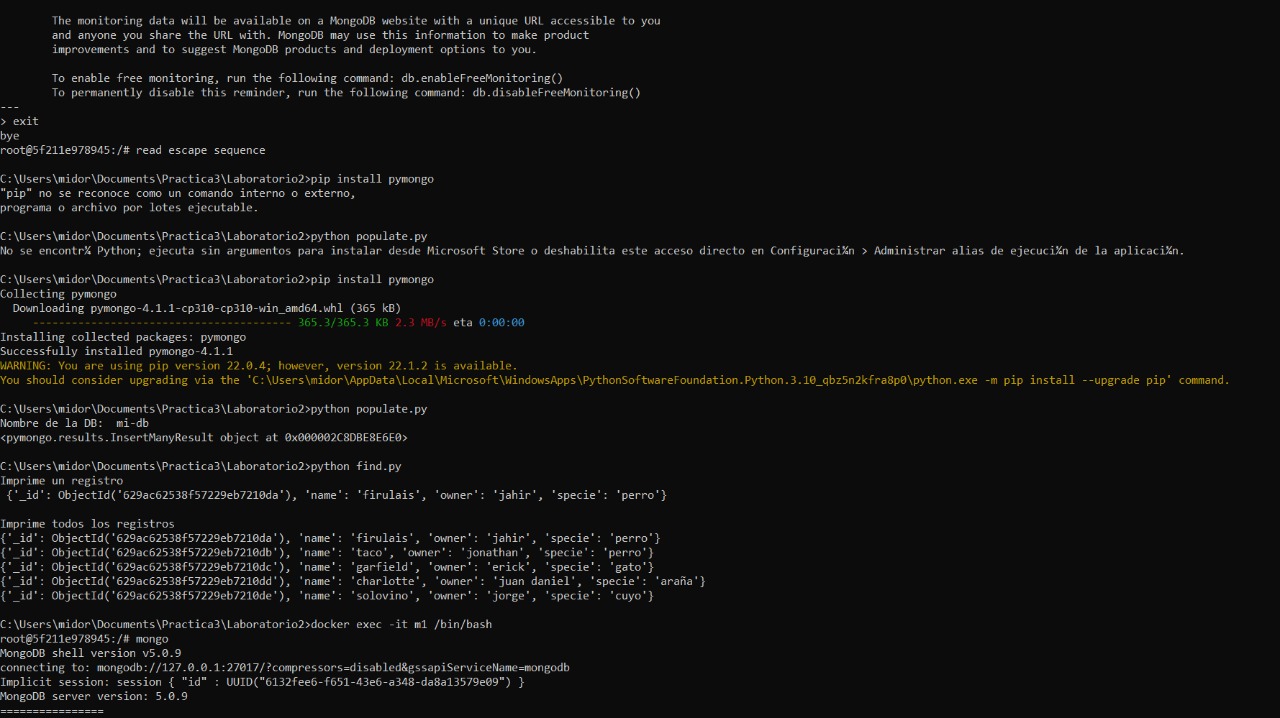 The monitoring data will be available on a MongoDB website with a unique URL accessible to you
and anyone you share the URL with. MongoDB may use this information to make product
improvements and to suggest MongoDB products and deployment options to you.
To enable free monitoring, run the following command: db.enableFreeMonitoring()
To permanently disable this reminder, run the following command: db.disableFreeMonitoring()
---
> exit
bye
root@5f211e978945:/# read escape sequence
C:\Users\midor\Documents\Practica3\Laboratorio2>pip install pymongo
"pip" no se reconoce como un comando interno o externo,
programa o archivo por lotes ejecutable.
C:\Users\midor\Documents\Practica3\Laboratorio2>python populate.py
No se encontr% Python; ejecuta sin argumentos para instalar desde Microsoft Store o deshabilita este acceso directo en Configuraci%n > Administrar alias de ejecuci%n de la aplicaci%n.
C:\Users\midor\Documents\Practica3\Laboratorio2>pip install pymongo
Collecting pymongo
  Downloading pymongo-4.1.1-cp310-cp310-win_amd64.whl (365 kB)
     ---------------------------------------- 365.3/365.3 KB 2.3 MB/s eta 0:00:00
Installing collected packages: pymongo
Successfully installed pymongo-4.1.1
WARNING: You are using pip version 22.0.4; however, version 22.1.2 is available.
You should consider upgrading via the 'C:\Users\midor\AppData\Local\Microsoft\WindowsApps\PythonSoftwareFoundation.Python.3.10_qbz5n2kfra8p0\python.exe -m pip install --upgrade pip' command.
C:\Users\midor\Documents\Practica3\Laboratorio2>python populate.py
Nombre de la DB:  mi-db
<pymongo.results.InsertManyResult object at 0x000002C8DBE8E6E0>
C:\Users\midor\Documents\Practica3\Laboratorio2>python find.py
Imprime un registro
 {'_id': ObjectId('629ac62538f57229eb7210da'), 'name': 'firulais', 'owner': 'jahir', 'specie': 'perro'}
Imprime todos los registros
{'_id': ObjectId('629ac62538f57229eb7210da'), 'name': 'firulais', 'owner': 'jahir', 'specie': 'perro'}
{'_id': ObjectId('629ac62538f57229eb7210db'), 'name': 'taco', 'owner': 'jonathan', 'specie': 'perro'}
{'_id': ObjectId('629ac62538f57229eb7210dc'), 'name': 'garfield', 'owner': 'erick', 'specie': 'gato'}
{'_id': ObjectId('629ac62538f57229eb7210dd'), 'name': 'charlotte', 'owner': 'juan daniel', 'specie': 'araña'}
{'_id': ObjectId('629ac62538f57229eb7210de'), 'name': 'solovino', 'owner': 'jorge', 'specie': 'cuyo'}
C:\Users\midor\Documents\Practica3\Laboratorio2>docker exec -it m1 /bin/bash
root@5f211e978945:/# mongo
MongoDB shell version v5.0.9
connecting to: mongodb://127.0.0.1:27017/?compressors=disabled&gssapiServiceName=mongodb
Implicit session: session { "id" : UUID("6132fee6-f651-43e6-a348-da8a13579e09") }
MongoDB server version: 5.0.9
================